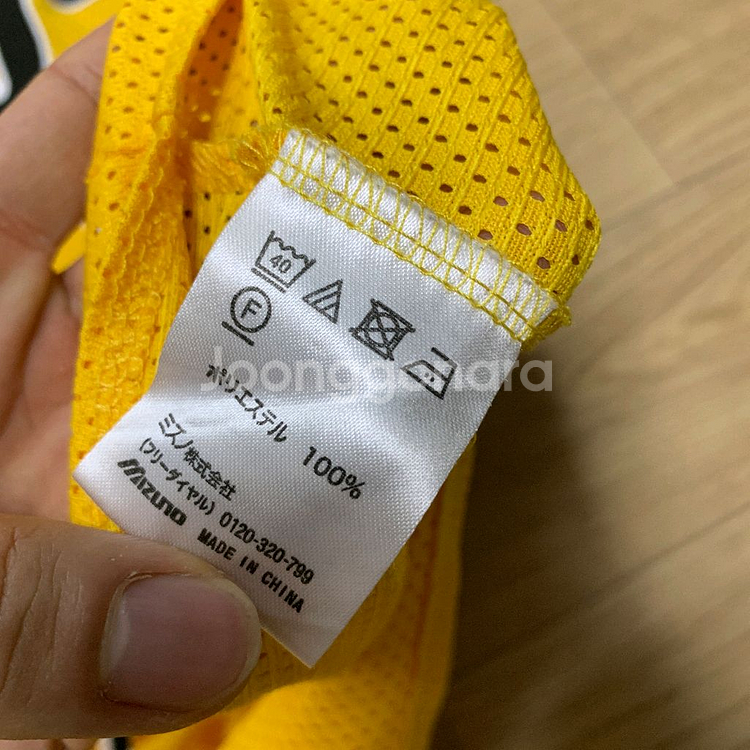 40
F
ポリエステル 100%
ミズノ株式会社
(フリーダイヤル) 0120-320-799
MIZUNO MADE IN CHINA
Joonggonara